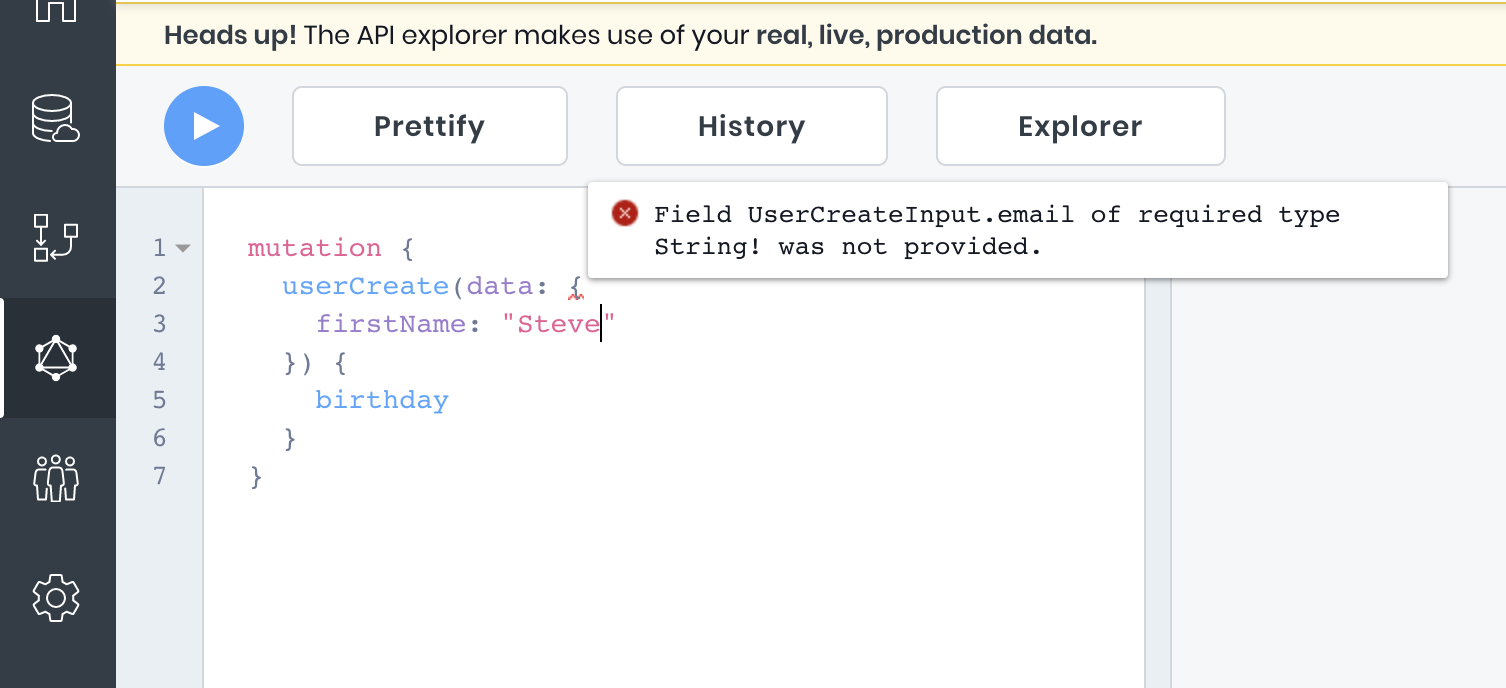 Heads up! The API explorer makes use of your real, live, production data.
Prettify
History
Explorer
Field UserCreateInput.email of required type
String! was not provided.
1 mutation {
2 userCreate(data: {
3 firstName: "Steve"
4 }) {
5 birthday
6 }
7 }